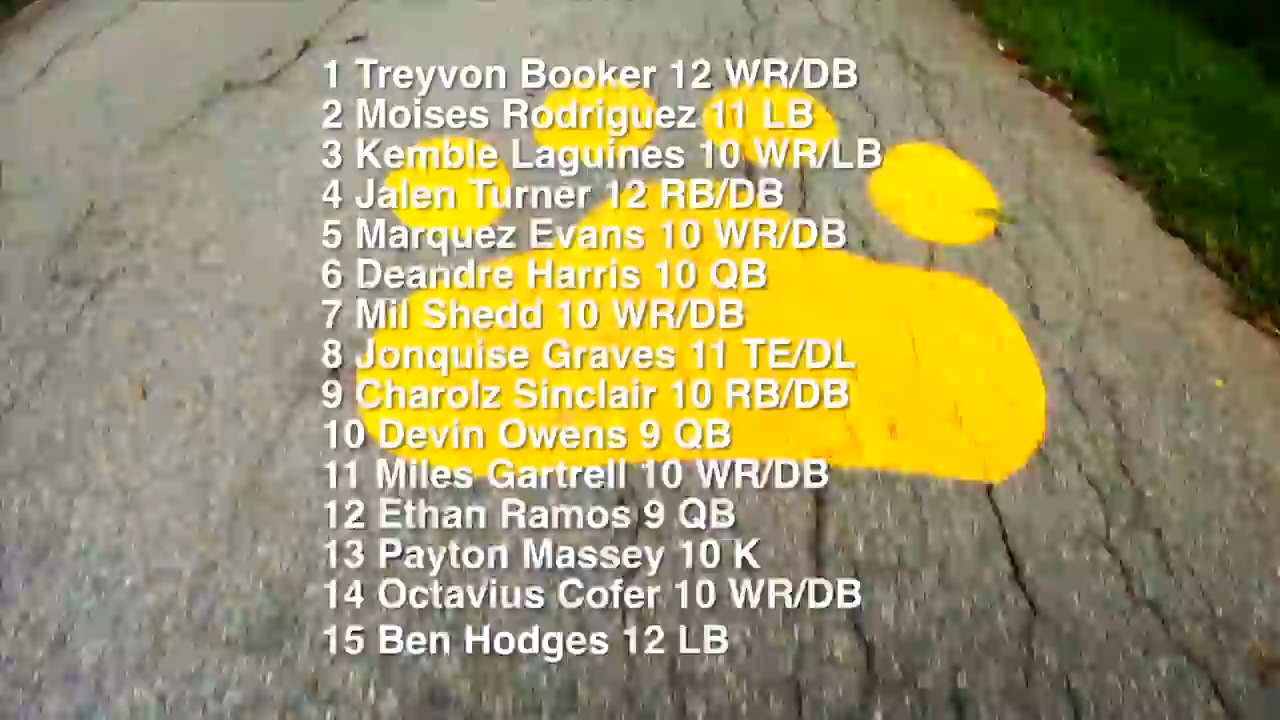 1 Treyvon Booker 12 WR/DB
2 Moises Rodriguez 11 LB
3 Kemble Laguines 10 WR/LB
4 Jalen Turner 12 RB/DB
5 Marquez Evans 10 WR/DB
6 Deandre Harris 10 QB
7 Mil Shedd 10 WR/DB
8 Jonquise Graves 11 TE/DL
9 Charolz Sinclair 10 RB/DB
10 Devin Owens 9 QB
11 Miles Gartrell 10 WR/DB
12 Ethan Ramos 9 QB
13 Payton Massey 10 K
14 Octavius Cofer 10 WR/DB
15 Ben Hodges 12 LB